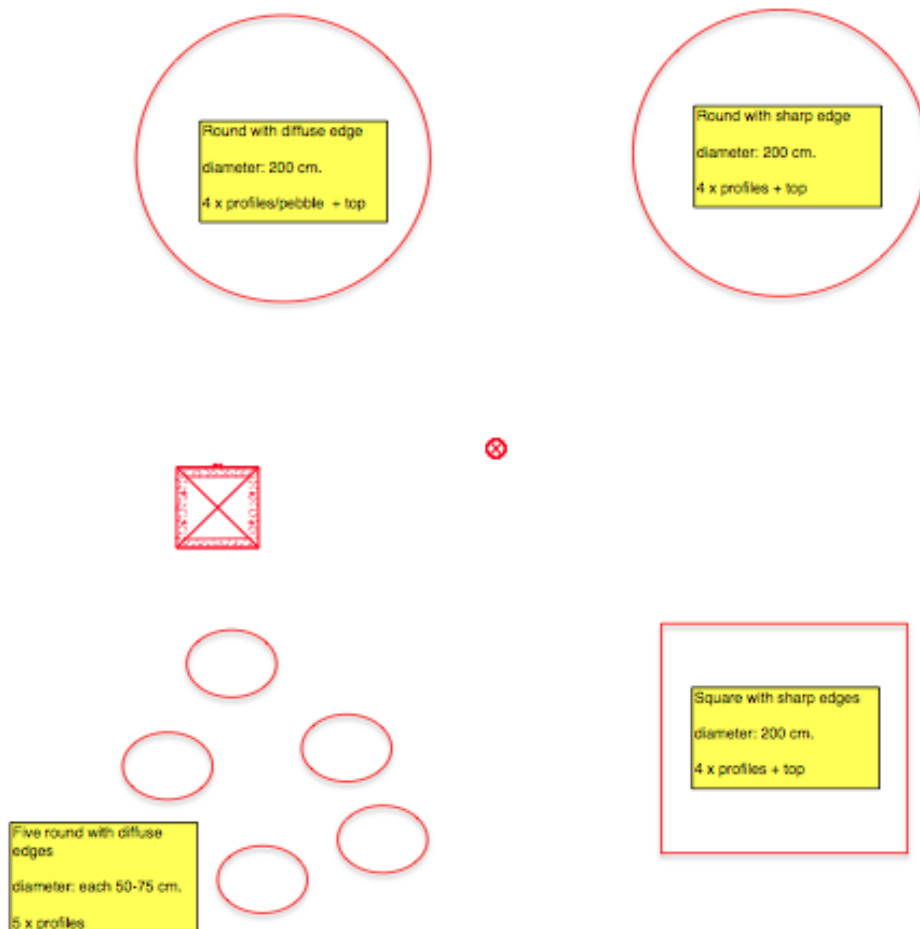 Round with diffuse edge
diameter: 200 cm.
4 x profiles/pebble + top
Round with sharp edge
diameter: 200 cm.
4 x profiles + top
Square with sharp edges
diameter: 200 cm.
4 x profiles + top
Five round with diffuse
edges
diameter: each 50-75 cm.
5 x profiles